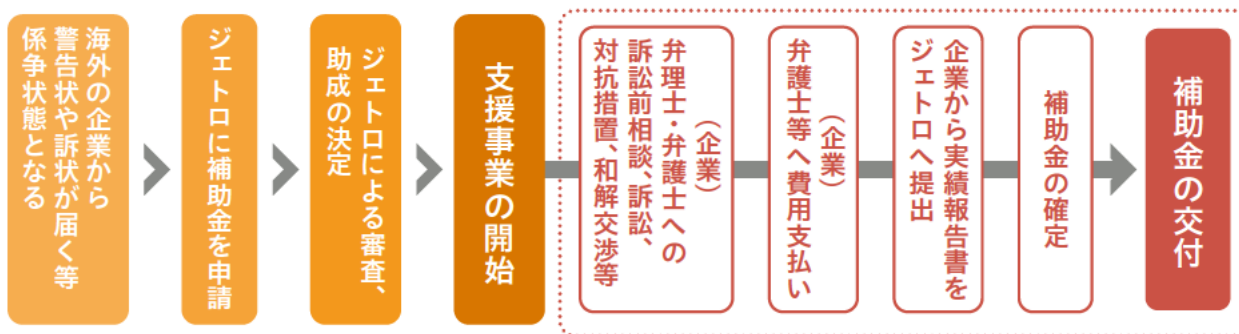 海外の企業から
警告状や訴状が届く等
係争状態となる
ジェトロに補助金を申請
ジェトロによる審査、
助成の決定
支援事業の開始
（企業）
弁理士・弁護士への
訴訟前相談、訴訟、
対抗措置、和解交渉等
（企業）
弁護士等へ費用支払い
企業から実績報告書を
ジェトロへ提出
補助金の確定
補助金の交付